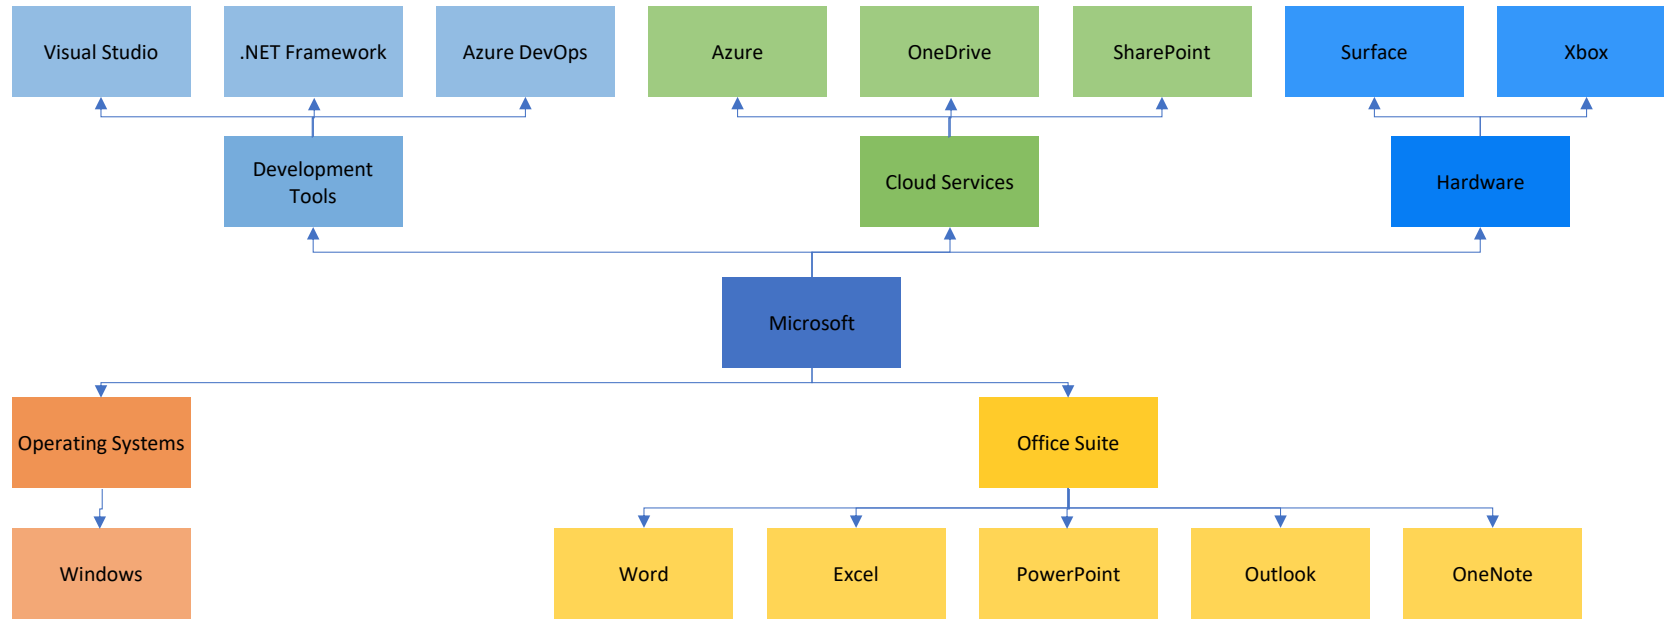 Visual Studio
.NET Framework
Azure DevOps
Azure
OneDrive
SharePoint
Surface
Xbox
Development
Tools
Cloud Services
Hardware
Microsoft
Operating Systems
Office Suite
Windows
Word
Excel
PowerPoint
Outlook
OneNote